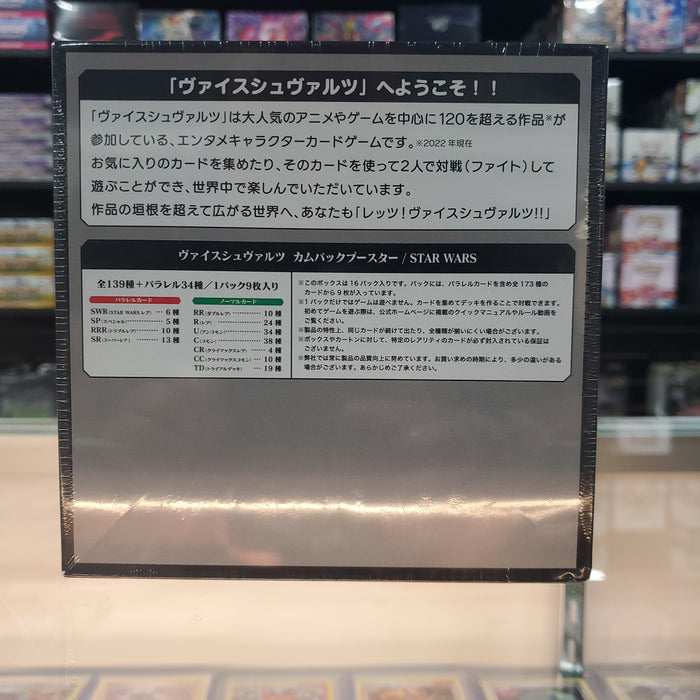 「ヴァイスシュヴァルツ」へようこそ！！
「ヴァイスシュヴァルツ」は大人気のアニメやゲームを中心に120を超える作品※が
参加している、エンタメキャラクターカードゲームです。※2022年現在
お気に入りのカードを集めたり、そのカードを使って2人で対戦（ファイト）して
遊ぶことができ、世界中で楽しんでいただいています。
作品の垣根を超えて広がる世界へ、あなたも「レッツ！ヴァイスシュヴァルツ!!」
ヴァイスシュヴァルツ カムバックブースター / STAR WARS
全139種＋パラレル34種／1パック9枚入り
パラレルカード
SWR(STAR WARS レア) … 6種
SP(スペシャル) … 5種
RRR(トリプルレア) … 10種
SR(スーパーレア) … 13種
ノーマルカード
RR(ダブルレア) … 10種
R(レア) … 24種
U(アンコモン) … 34種
C(コモン) … 38種
CR(クライマックスレア) … 4種
CC(クライマックスコモン) … 10種
TD(トライアルデッキ) … 19種
※このボックスは16パック入りです。パックには、パラレルカードを含め全173種の
カードから9枚が入っています。
※1パックだけではゲームは遊べません。カードを集めてデッキを作ることで対戦できます。
初めてゲームを遊ぶ際は、公式ホームページに掲載のクイックマニュアルやルール動画を
ご覧ください。
※製品の特性上、同じカードが続けて出たり、全種類が揃いにくい場合がございます。
※ボックスやカートンに対して、特定のレアリティのカードが必ず封入されている保証は
ございません。
※弊社では常に製品の品質向上に努めています。お買い求めの時期により、多少の違いがある
場合がございます。あらかじめご了承ください。